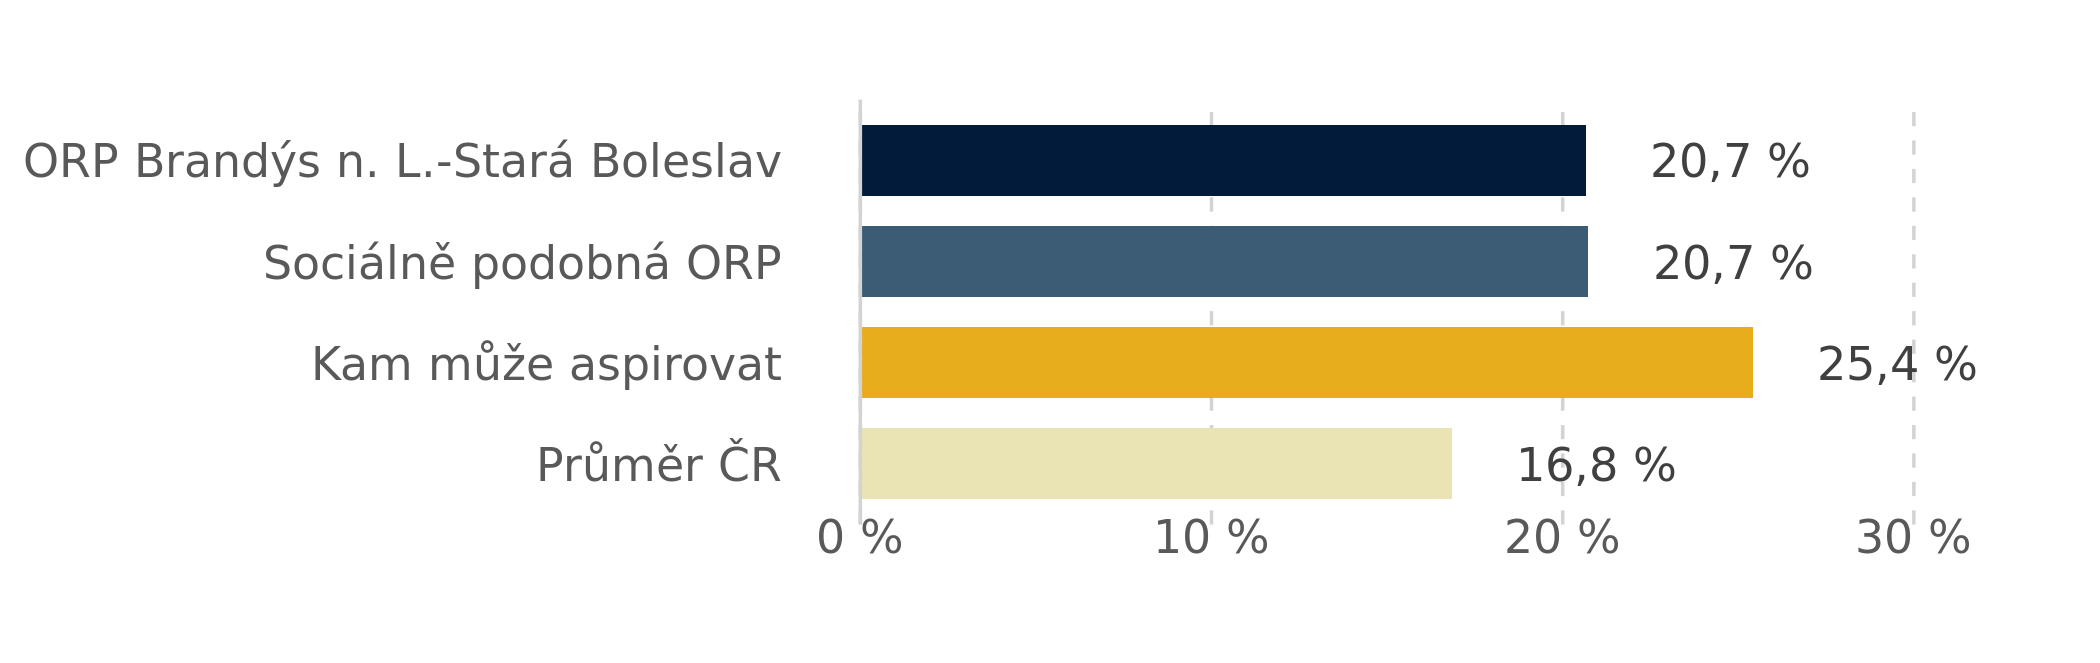 ORP Brandýs n. L.-Stará Boleslav 20,7 %
Sociálně podobná ORP 20,7 %
Kam může aspirovat 25,4 %
Průměr ČR 16,8 %
0 % 10 % 20 % 30 %